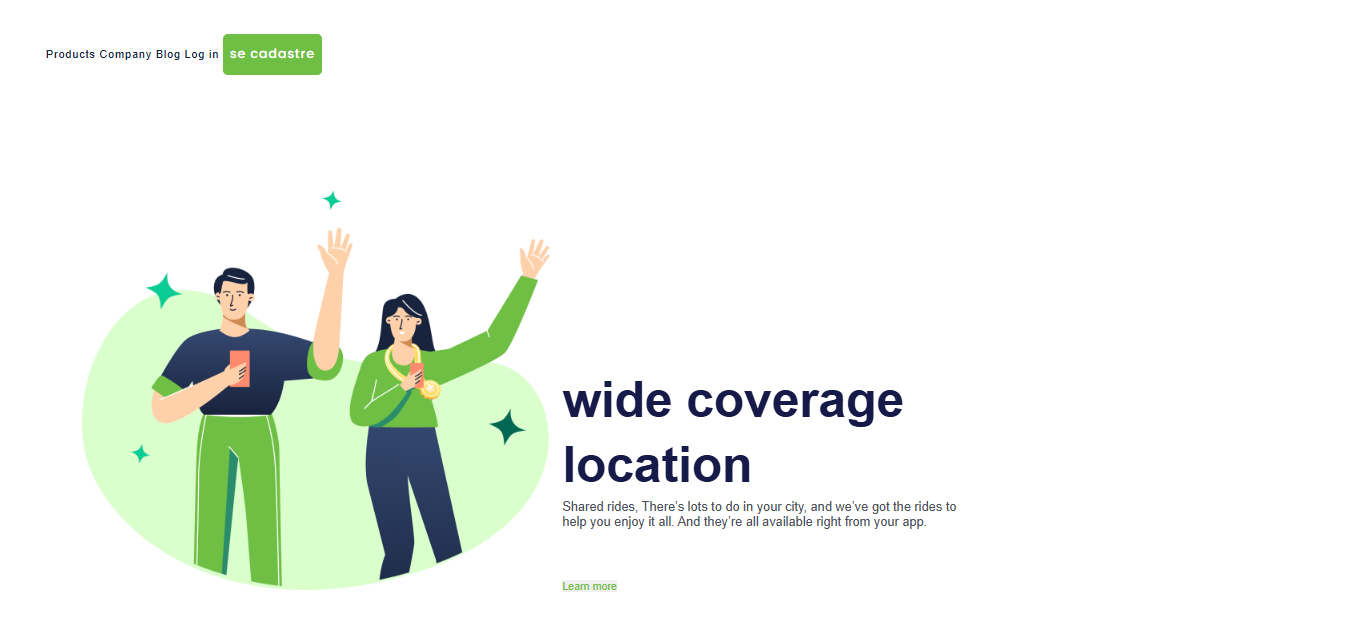 Products Company Blog Log in se cadastre
wide coverage
location
Shared rides, There’s lots to do in your city, and we’ve got the rides to
help you enjoy it all. And they’re all available right from your app.
Learn more